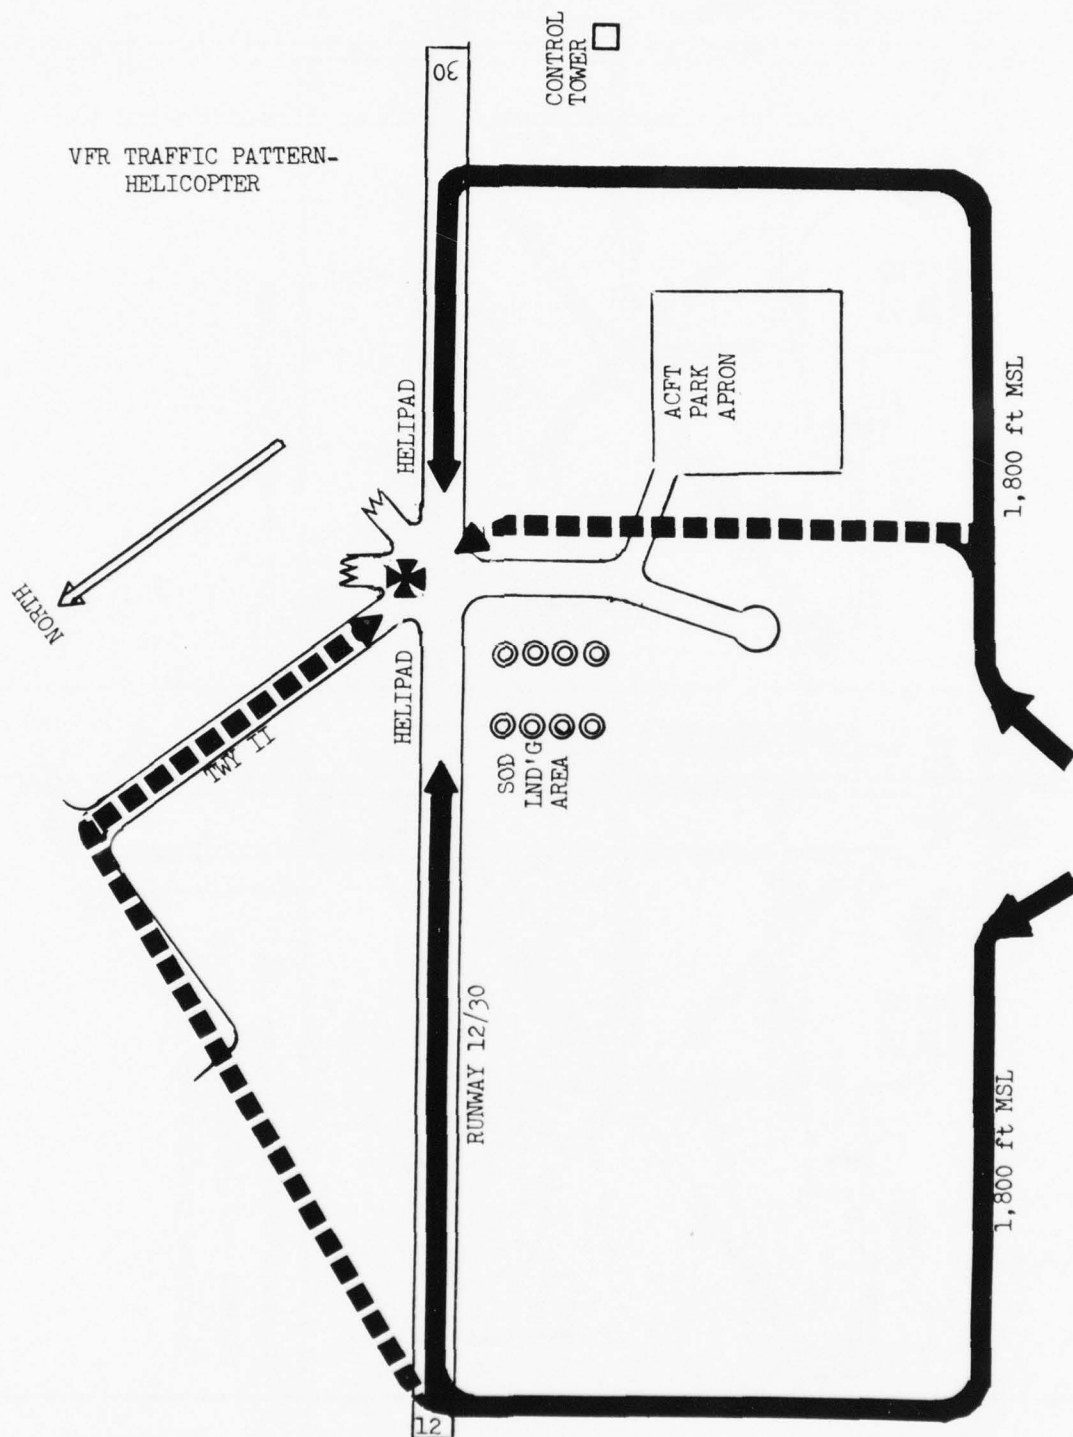 30
CONTROL
TOWER
VFR TRAFFIC PATTERN-
HELICOPTER
HELIPAD
ACFT
PARK
APRON
1,800 ft MSL
NORTH
TWY II
HELIPAD
SOD
LND'G
AREA
RUNWAY 12/30
1,800 ft MSL
12